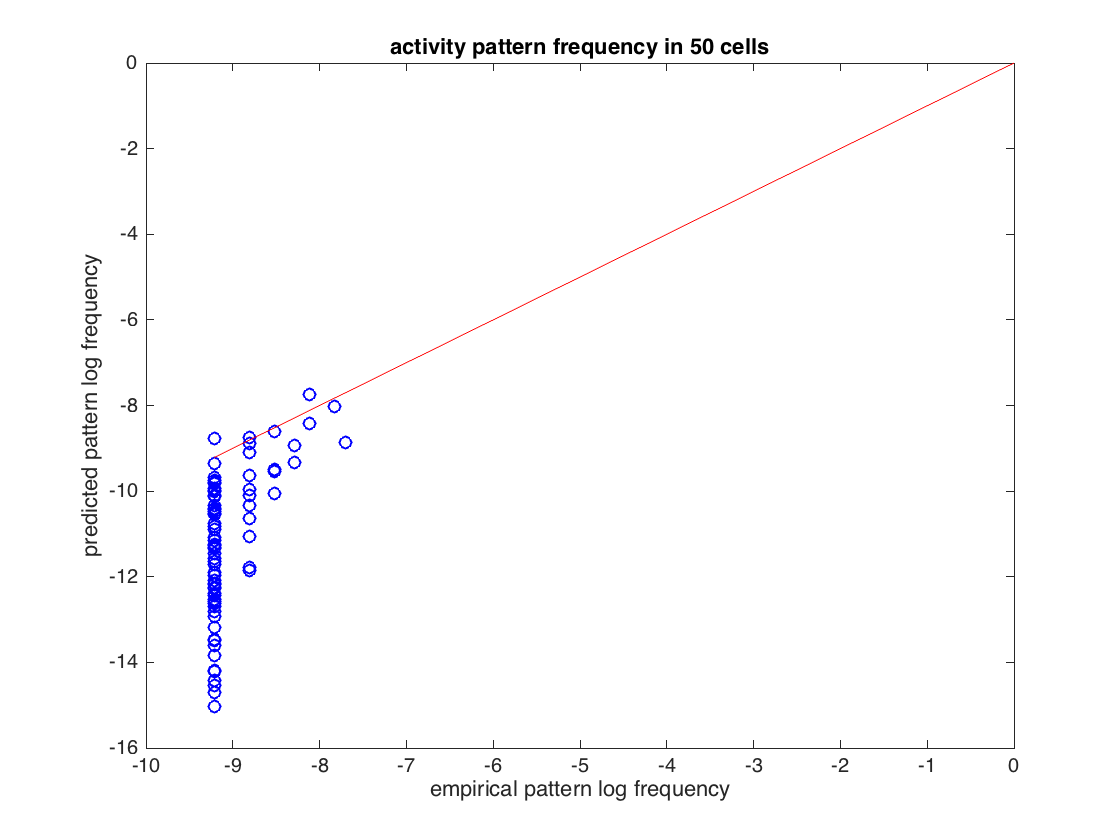 activity pattern frequency in 50 cells
0
-2
-4
-6
-8
-10
-12
-14
-16
predicted pattern log frequency
-10 -9 -8 -7 -6 -5 -4 -3 -2 -1 0
empirical pattern log frequency